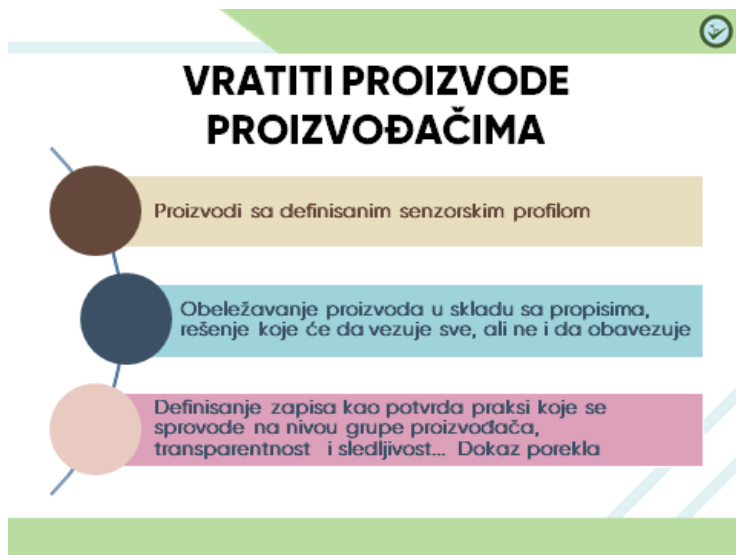 VRATITI PROIZVODE
PROIZVOĐAČIMA
Proizvodi sa definisanim senzorskim profilom
Obeležavanje proizvoda u skladu sa propisima,
rešenje koje će da vezuje sve, ali ne i da obavezuje
Definisanje zapisa kao potvrda praksi koje se
sprovode na nivou grupe proizvođača,
transparentnost i sledljivost... Dokaz porekla